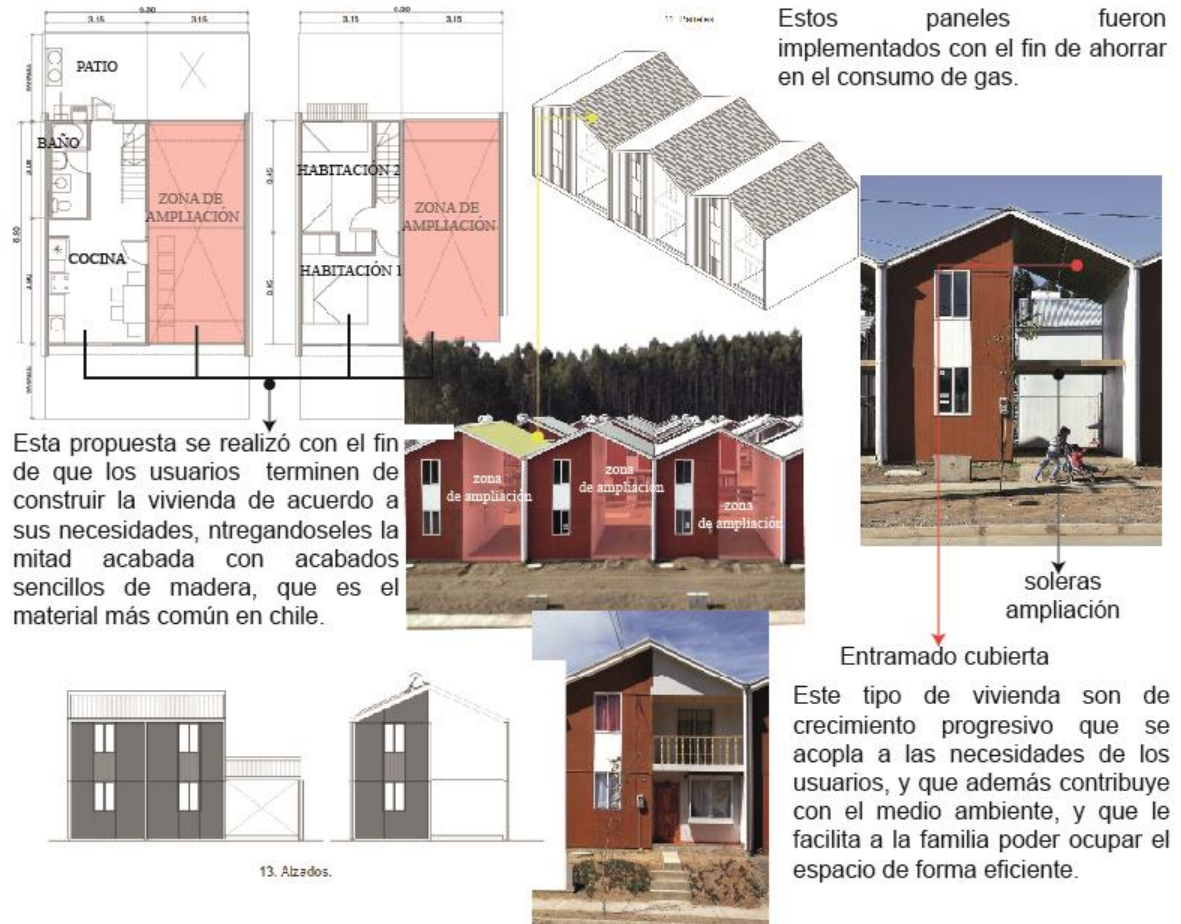 6.30
3.15
3.15
3.15
3.15
PATIO
BAÑO
ZONA DE
AMPLIACIÓN
COCINA
HABITACIÓN 2
ZONA DE
AMPLIACIÓN
HABITACIÓN 1
11. Paneles
Estos paneles fueron
implementados con el fin de ahorrar
en el consumo de gas.
Esta propuesta se realizó con el fin
de que los usuarios terminen de
construir la vivienda de acuerdo a
sus necesidades, ntregandoseles la
mitad acabada con acabados
sencillos de madera, que es el
material más común en chile.
zona
de ampliación
zona
de ampliación
zona
de ampliación
soleras
ampliación
Entramado cubierta
Este tipo de vivienda son de
crecimiento progresivo que se
acopla a las necesidades de los
usuarios, y que además contribuye
con el medio ambiente, y que le
facilita a la familia poder ocupar el
espacio de forma eficiente.
13. Alzados.